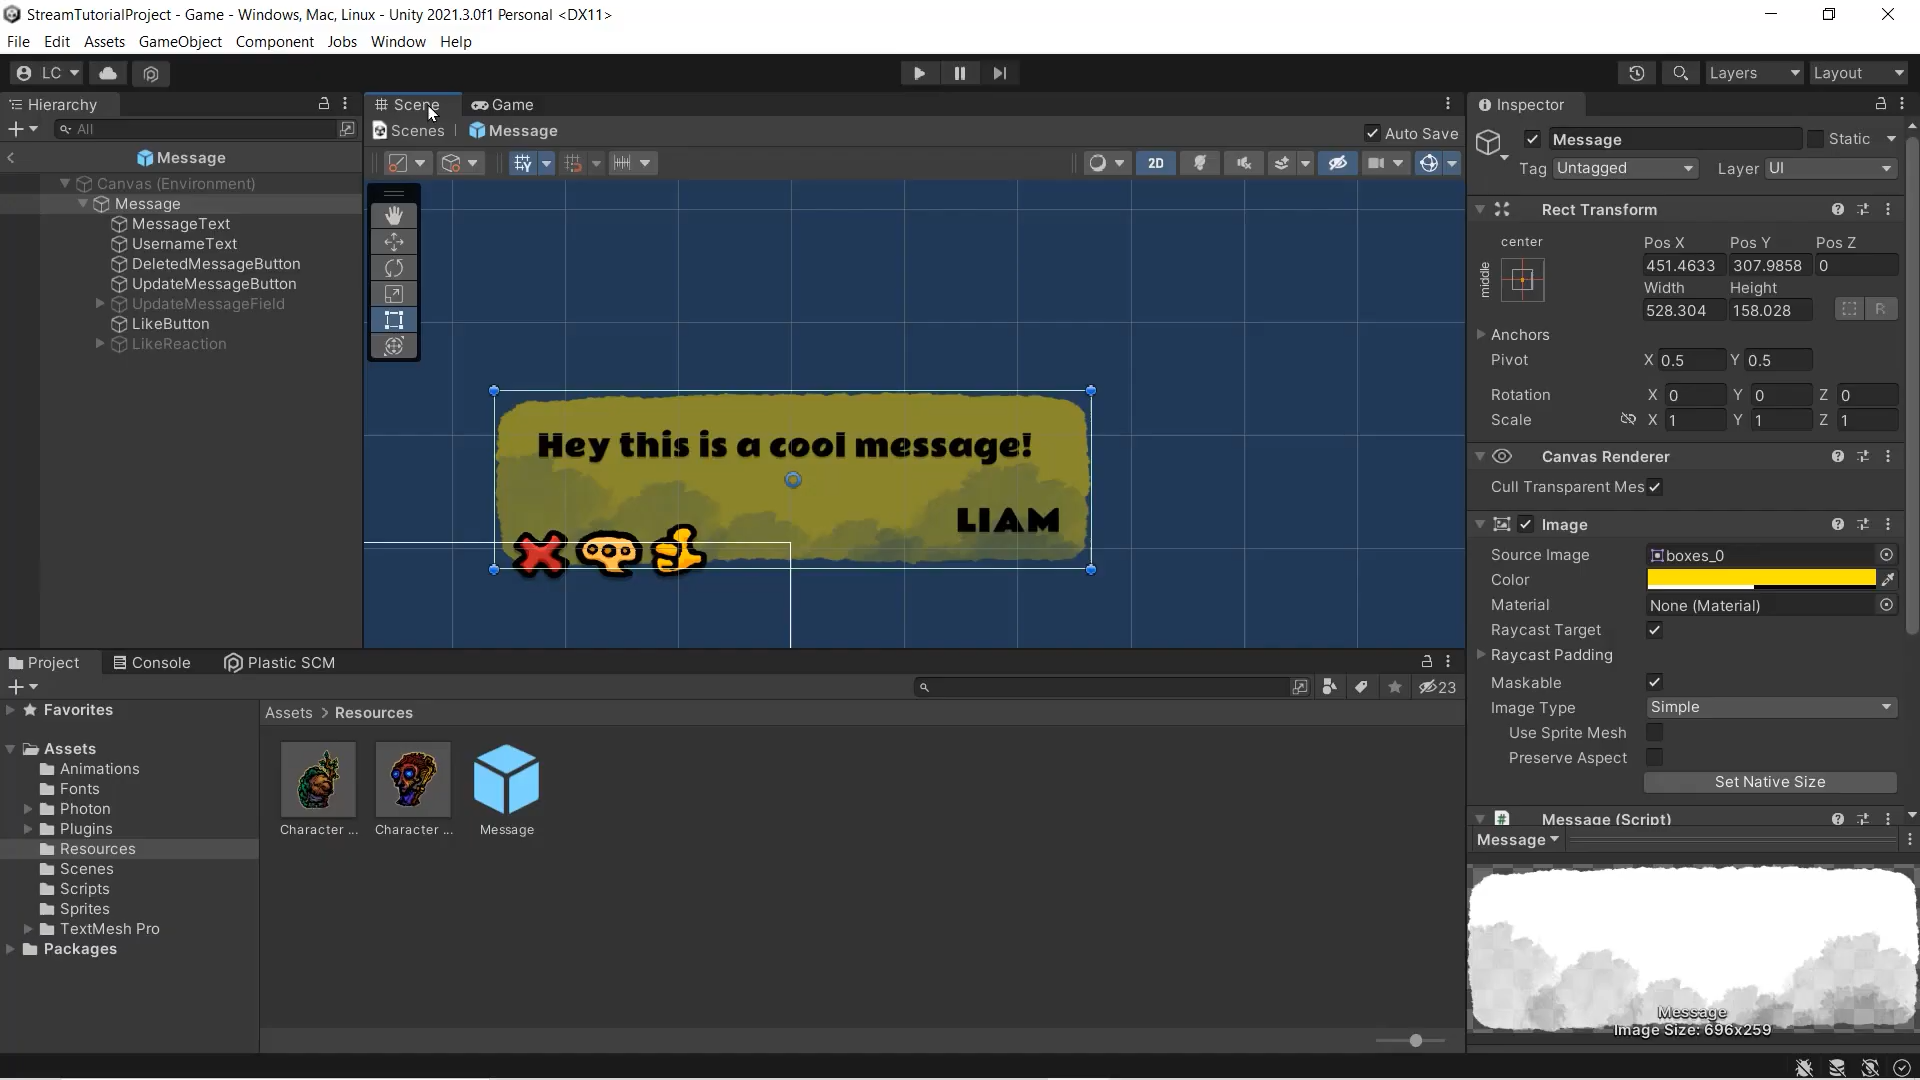 StreamTutorialProject - Game - Windows, Mac, Linux - Unity 2021.3.0f1 Personal <DX11>
File Edit Assets GameObject Component Jobs Window Help
LC Layers Layout
Hierarchy
All
Message
Canvas (Environment)
Message
MessageText
UsernameText
DeletedMessageButton
UpdateMessageButton
UpdateMessageField
LikeButton
LikeReaction
Scene Game
Scenes Message Auto Save
2D
Hey this is a cool message!
LIAM
Inspector
Message Static
Tag Untagged Layer UI
Rect Transform
center
middle
Pos X Pos Y Pos Z
451.4633 307.9858 0
Width Height
528.304 158.028 R
Anchors
Pivot X 0.5 Y 0.5
Rotation X 0 Y 0 Z 0
Scale X 1 Y 1 Z 1
Canvas Renderer
Cull Transparent Mes
Image
Source Image boxes_0
Color
Material None (Material)
Raycast Target
Raycast Padding
Maskable
Image Type Simple
Use Sprite Mesh
Preserve Aspect
Set Native Size
Message (Script)
Message
Message
Image Size: 696x259
Project Console Plastic SCM
23
Favorites
Assets
Animations
Fonts
Photon
Plugins
Resources
Scenes
Scripts
Sprites
TextMesh Pro
Packages
Assets > Resources
Character ... Character ... Message